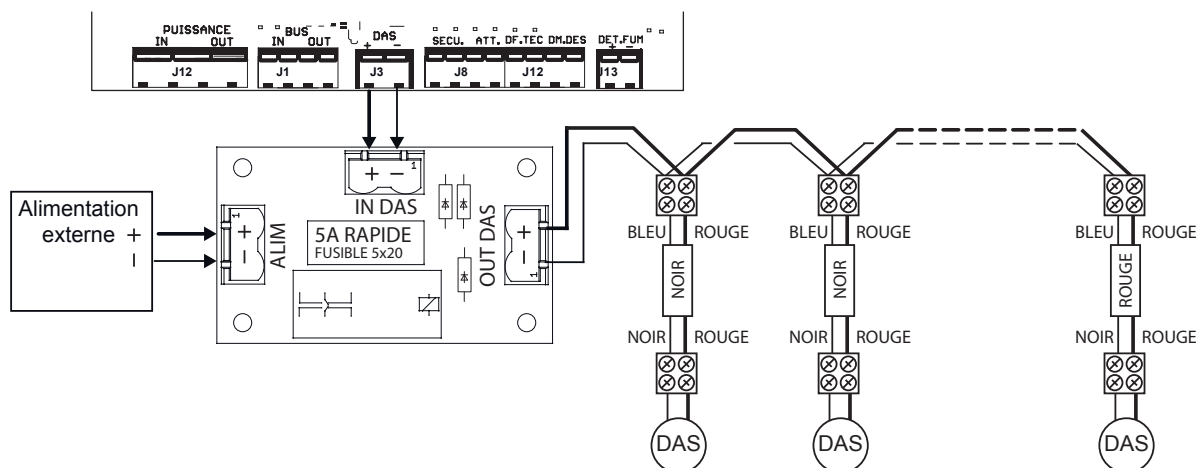 PUISSANCE
IN OUT
BUS
IN OUT
DAS
+ -
SECU. ATT. DF.TEC DM.DES
DET.FUM
+ -
J12
J1
J3
J8
J12
J13
Alimentation
externe +
-
1
+
-
ALIM
+ -
1
IN DAS
5A RAPIDE
FUSIBLE 5x20
OUT DAS
+
-
1
BLEU ROUGE
NOIR
NOIR ROUGE
DAS
BLEU ROUGE
NOIR
NOIR ROUGE
DAS
BLEU ROUGE
ROUGE
NOIR ROUGE
DAS